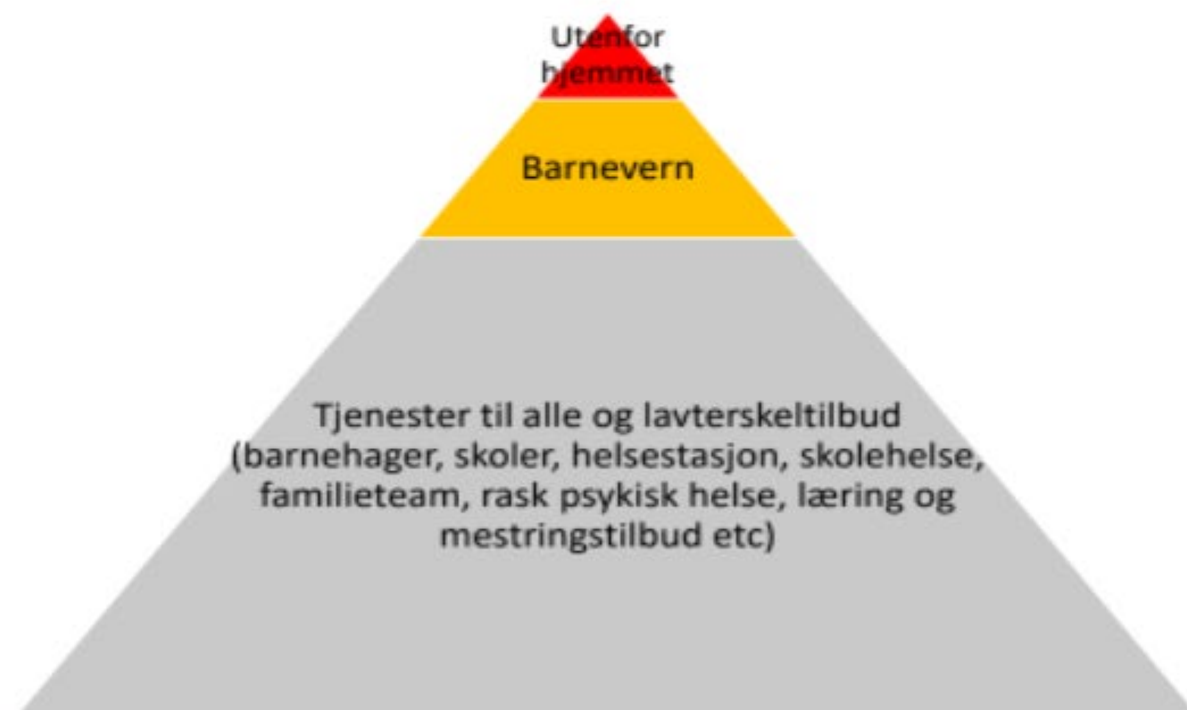 Utenfor
hjemmet
Barnevern
Tjenester til alle og lavterskeltilbud
(barnehager, skoler, helsestasjon, skolehelse,
familieteam, rask psykisk helse, læring og
mestringstilbud etc)